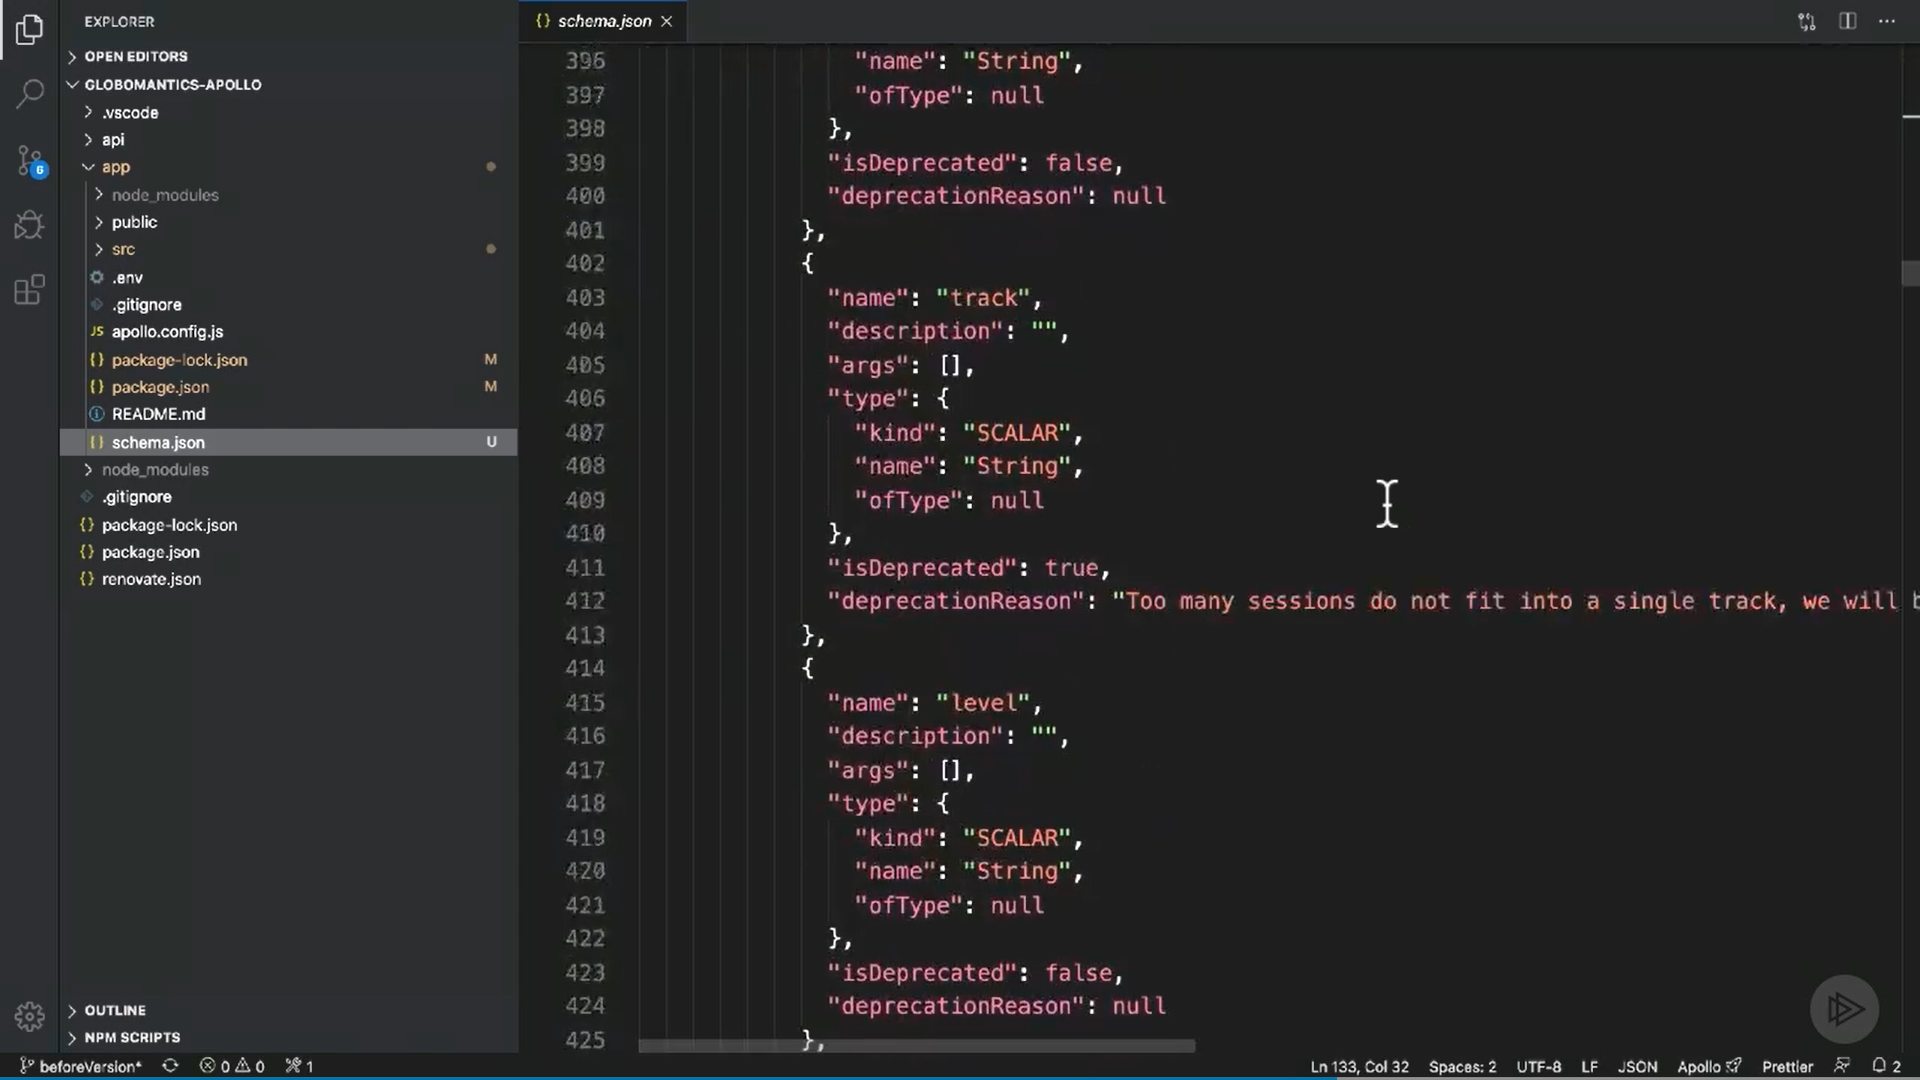 EXPLORER
OPEN EDITORS
GLOBOMANTICS-APOLLO
.vscode
api
app
node_modules
public
src
.env
.gitignore
JS apollo.config.js
{} package-lock.json M
{} package.json M
README.md
{} schema.json U
node_modules
.gitignore
{} package-lock.json
{} package.json
{} renovate.json
OUTLINE
NPM SCRIPTS
6
{} schema.json
396 "name": "String",
397 "ofType": null
398 },
399 "isDeprecated": false,
400 "deprecationReason": null
401 },
402 {
403 "name": "track",
404 "description": "",
405 "args": [],
406 "type": {
407 "kind": "SCALAR",
408 "name": "String",
409 "ofType": null
410 },
411 "isDeprecated": true,
412 "deprecationReason": "Too many sessions do not fit into a single track, we will
413 },
414 {
415 "name": "level",
416 "description": "",
417 "args": [],
418 "type": {
419 "kind": "SCALAR",
420 "name": "String",
421 "ofType": null
422 },
423 "isDeprecated": false,
424 "deprecationReason": null
425 },
beforeVersion* 0 0 1 Ln 133, Col 32 Spaces: 2 UTF-8 LF JSON Apollo Prettier 2